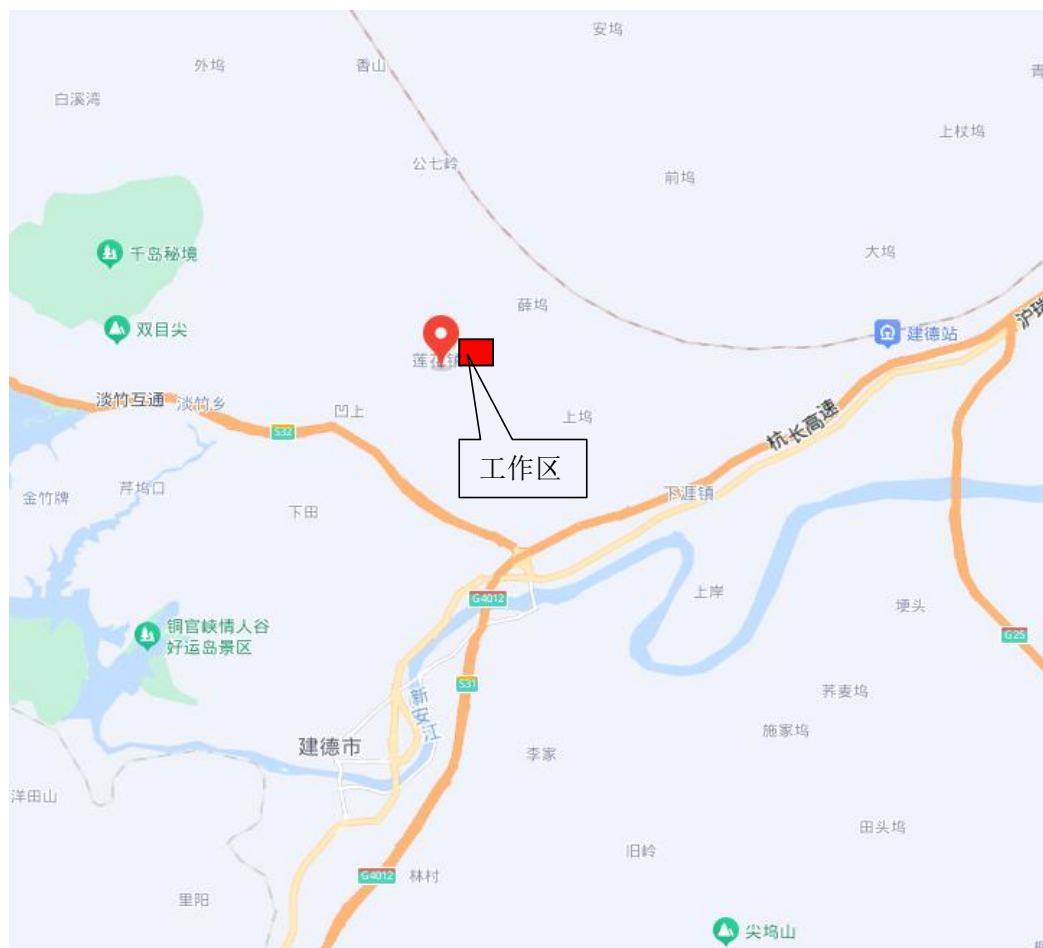 安坞
外坞
香山
青
白溪湾
上杖坞
公七岭
前坞
大坞
千岛秘境
薛坞
沪瑞
双目尖
建德站
莲花镇
淡竹互通
淡竹乡
凹上
上坞
杭长高速
S32
工作区
金竹牌
芹坞口
下涯镇
下田
上岸
G4012
埂头
铜官峡情人谷
好运岛景区
G25
S31
荞麦坞
新安江
施家坞
建德市
李家
洋田山
田头坞
旧岭
G4012
林村
里阳
尖坞山